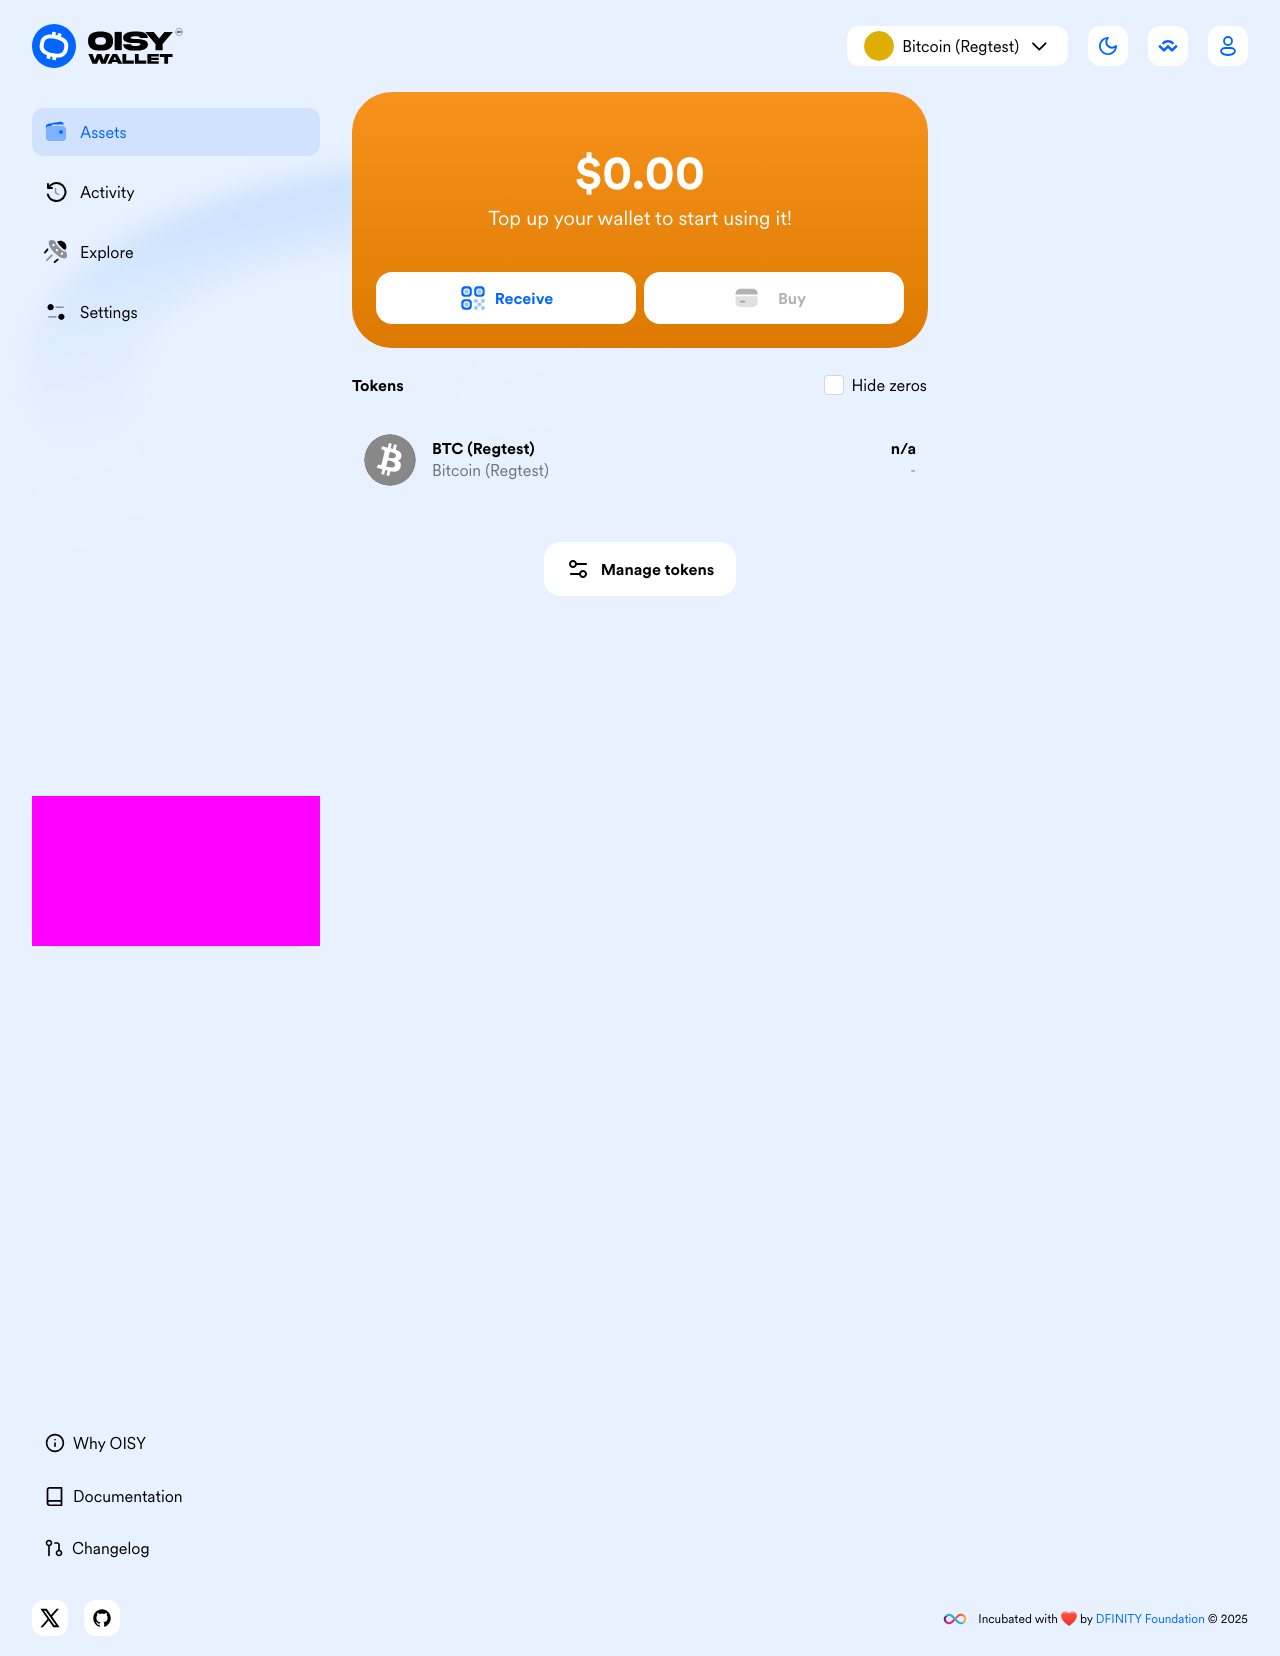 OISY
WALLET
Bitcoin (Regtest)
Assets
Activity
Explore
Settings
$0.00
Top up your wallet to start using it!
Receive
Buy
Tokens
Hide zeros
BTC (Regtest)
n/a
Bitcoin (Regtest)
-
Manage tokens
Why OISY
Documentation
Changelog
Incubated with ❤️ by DFINITY Foundation © 2025